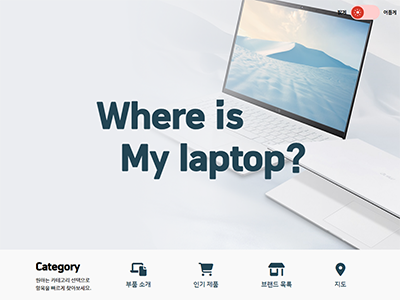 밝게 어둡게
Where is
My laptop?
Category
원하는 카테고리 선택으로
항목을 빠르게 찾아보세요.
부품 소개
인기 제품
브랜드 목록
지도